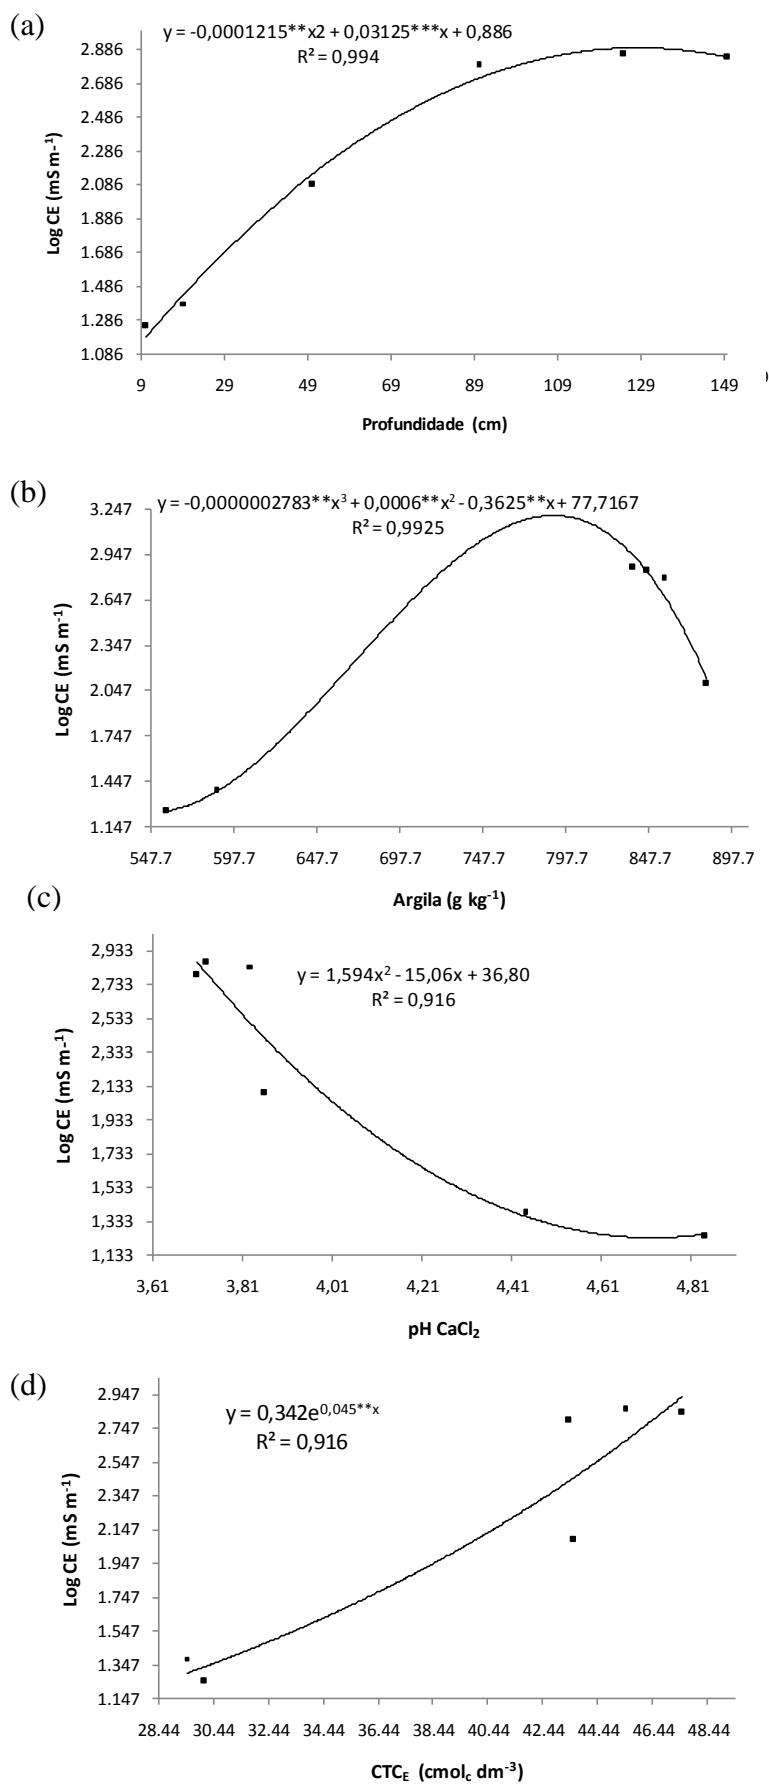 (a)
y = -0,0001215**x2 + 0,03125***x + 0,886
R² = 0,994
2.886
2.686
2.486
2.286
2.086
1.886
1.686
1.486
1.286
1.086
Log CE (mS m-¹)
9 29 49 69 89 109 129 149
Profundidade (cm)
(b)
y = -0,0000002783**x³ + 0,0006**x² - 0,3625**x + 77,7167
R² = 0,9925
3.247
2.947
2.647
2.347
2.047
1.747
1.447
1.147
Log CE (mS m-¹)
547.7 597.7 647.7 697.7 747.7 797.7 847.7 897.7
Argila (g kg⁻¹)
(c)
y = 1,594x² - 15,06x + 36,80
R² = 0,916
2,933
2,733
2,533
2,333
2,133
1,933
1,733
1,533
1,333
1,133
Log CE (mS m-¹)
3,61 3,81 4,01 4,21 4,41 4,61 4,81
pH CaCl₂
(d)
y = 0,342e^0,045**x
R² = 0,916
2.947
2.747
2.547
2.347
2.147
1.947
1.747
1.547
1.347
1.147
Log CE (mS m-¹)
28.44 30.44 32.44 34.44 36.44 38.44 40.44 42.44 44.44 46.44 48.44
CTC_E (cmol_c dm⁻³)